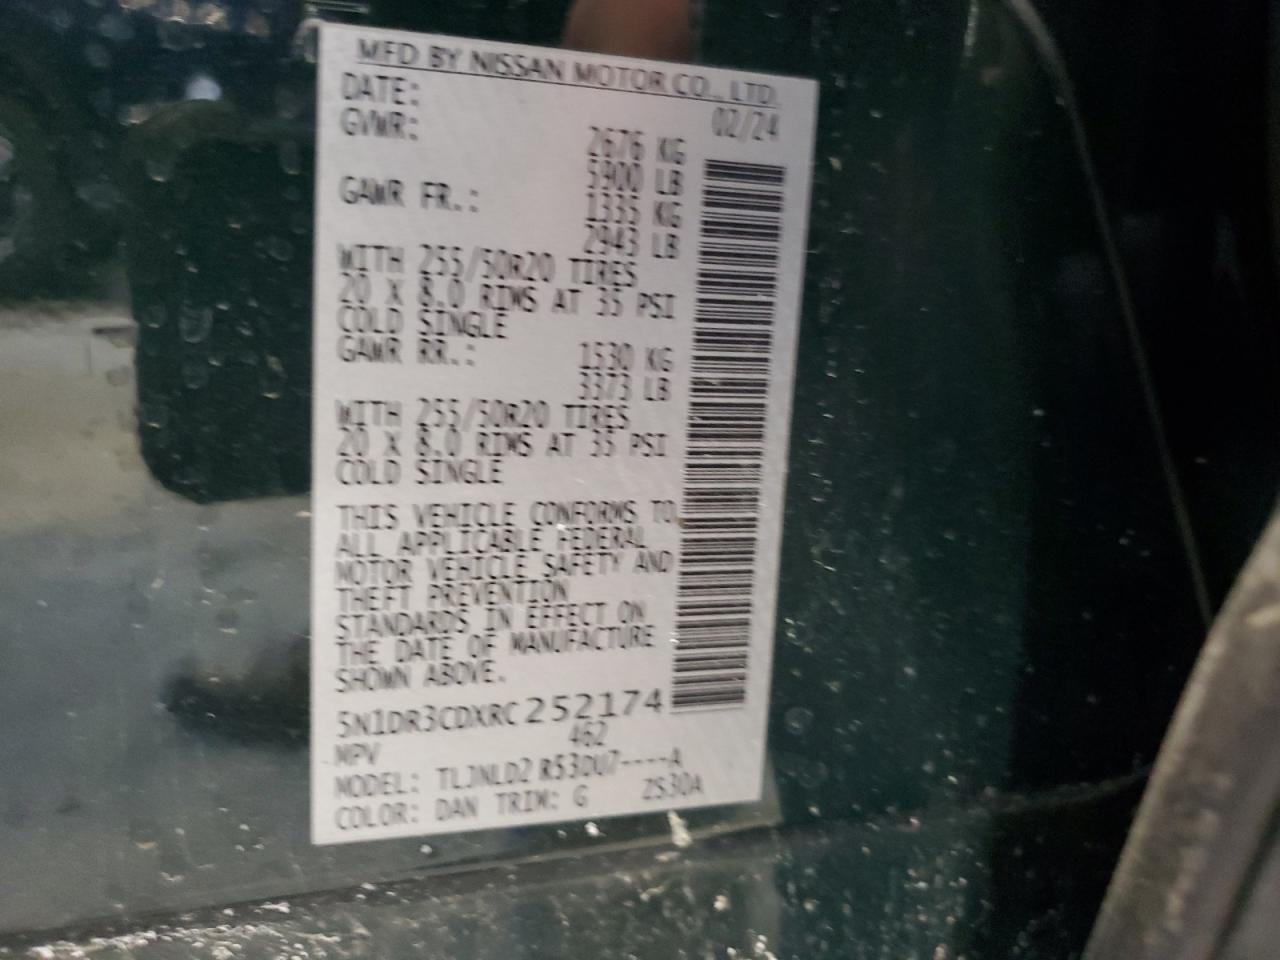 MFD BY NISSAN MOTOR CO., LTD.
DATE: 02/24
GVWR: 2676 KG
5900 LB
GAWR FR.: 1335 KG
2943 LB
WITH 255/50R20 TIRES
20 X 8.0 RIMS AT 35 PSI
COLD SINGLE
GAWR RR.: 1530 KG
3373 LB
WITH 255/50R20 TIRES
20 X 8.0 RIMS AT 35 PSI
COLD SINGLE
THIS VEHICLE CONFORMS TO
ALL APPLICABLE FEDERAL
MOTOR VEHICLE SAFETY AND
THEFT PREVENTION
STANDARDS IN EFFECT ON
THE DATE OF MANUFACTURE
SHOWN ABOVE.
5N1DR3CDXRC252174
MPV 462
MODEL: TLJNLD2 R53DU7----A
COLOR: DAN TRIM: G ZS30A